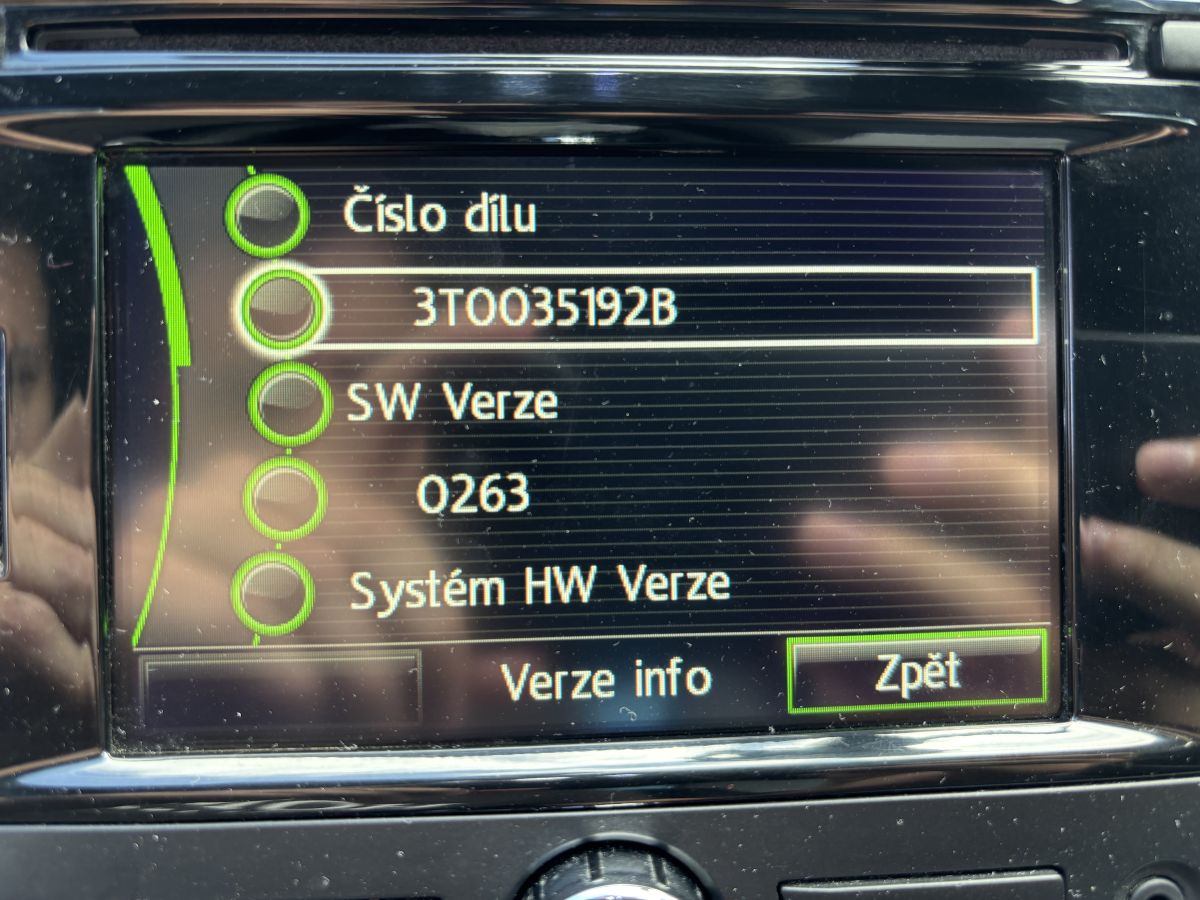 Číslo dílu
3T0035192B
SW Verze
0263
Systém HW Verze
Verze info
Zpět